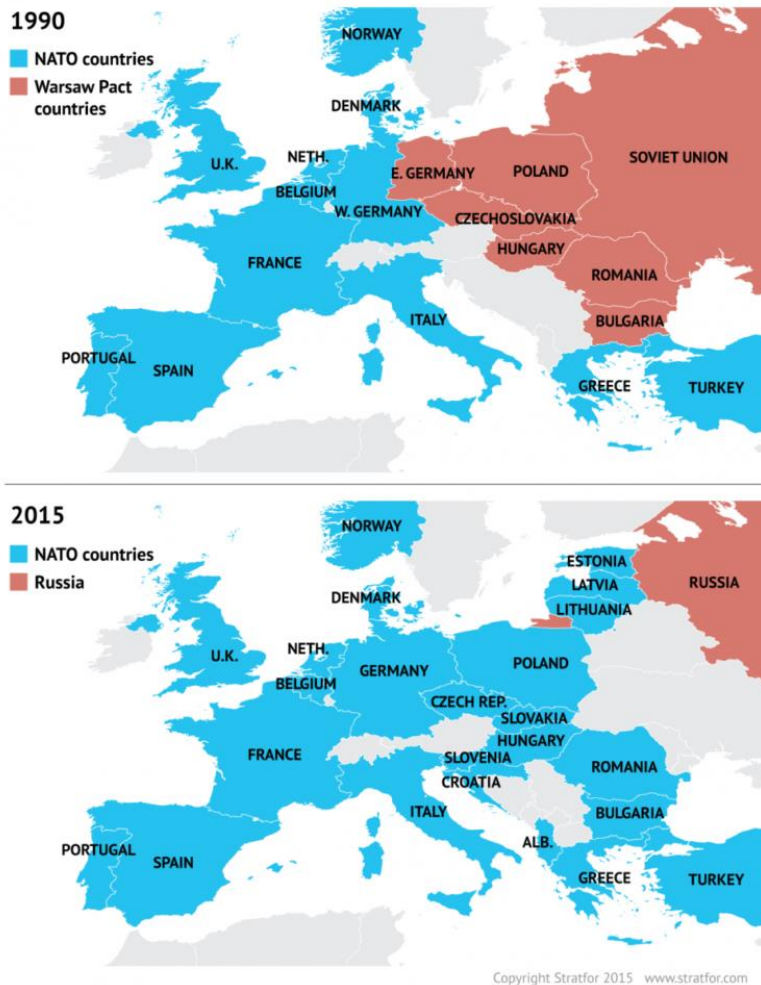 1990
NATO countries
Warsaw Pact
countries
NORWAY
DENMARK
U.K.
NETH.
BELGIUM
E. GERMANY
POLAND
SOVIET UNION
W. GERMANY
CZECHOSLOVAKIA
HUNGARY
FRANCE
ROMANIA
ITALY
BULGARIA
PORTUGAL
SPAIN
GREECE
TURKEY
2015
NATO countries
Russia
NORWAY
ESTONIA
LATVIA
RUSSIA
DENMARK
LITHUANIA
U.K.
NETH.
BELGIUM
GERMANY
POLAND
CZECH REP.
SLOVAKIA
HUNGARY
FRANCE
SLOVENIA
ROMANIA
CROATIA
ITALY
BULGARIA
ALB.
PORTUGAL
SPAIN
GREECE
TURKEY
Copyright Stratfor 2015 www.stratfor.com